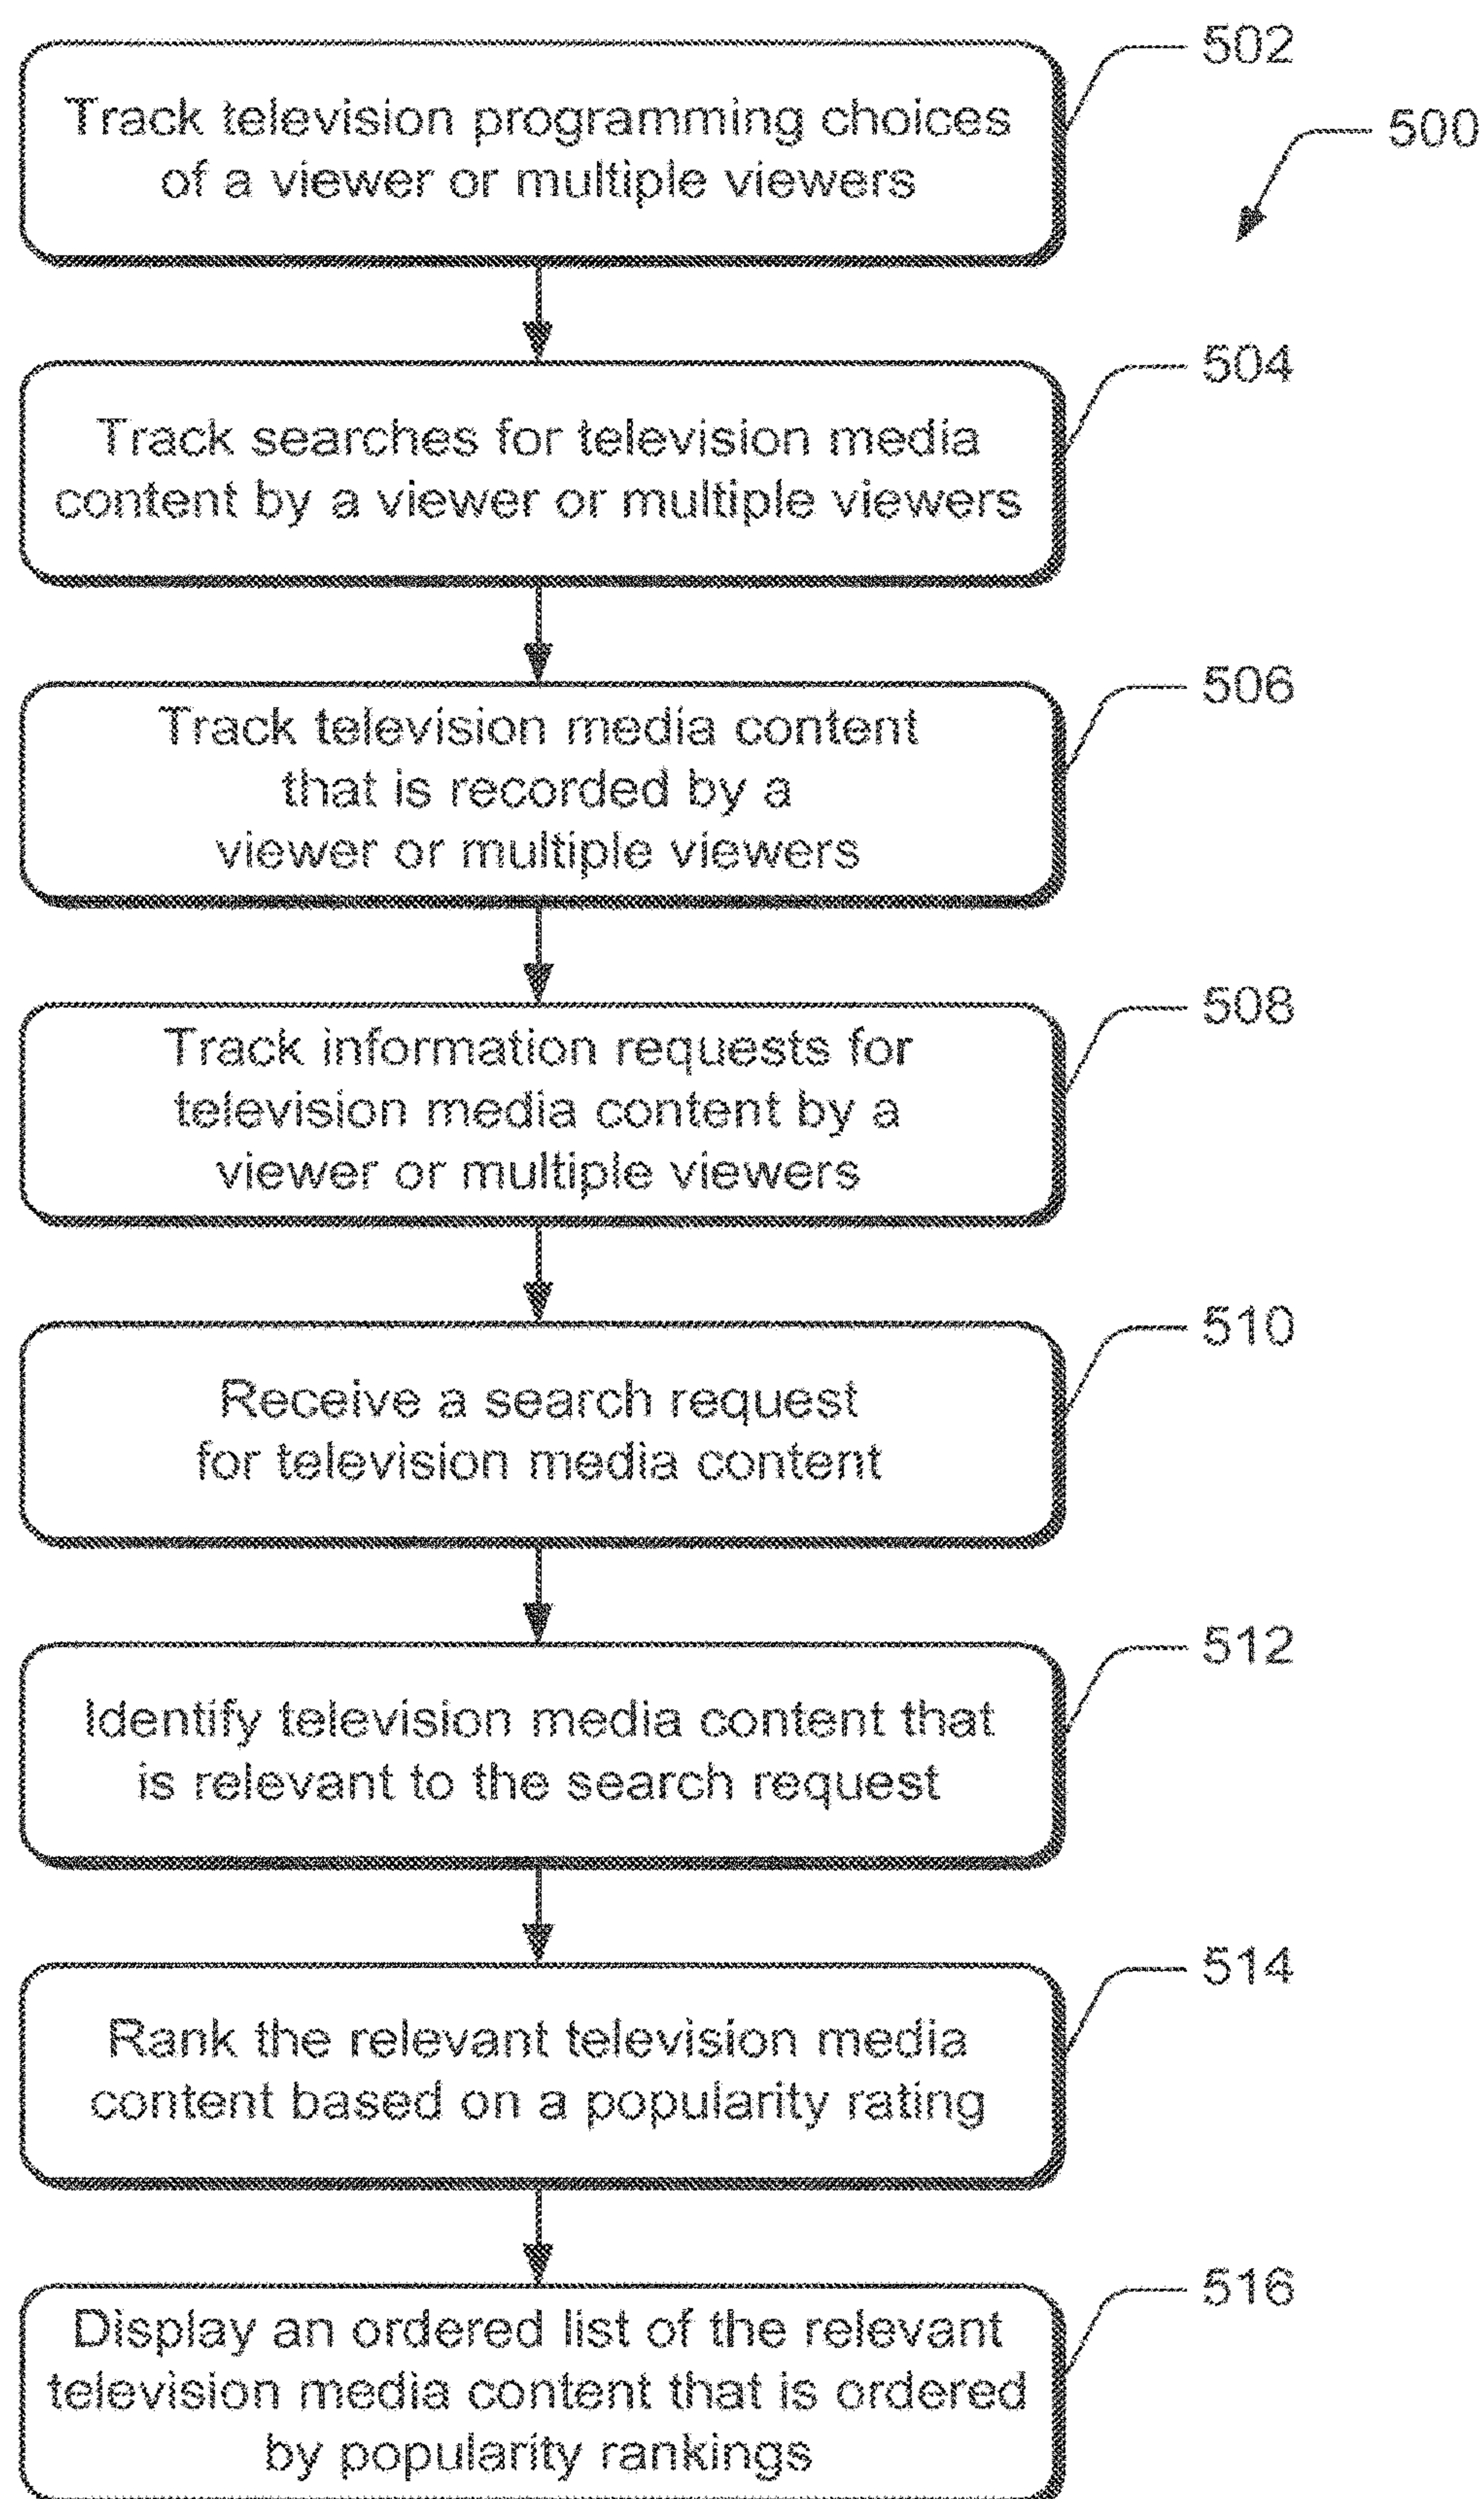 502
500
Track television programming choices
of a viewer or multiple viewers
504
Track searches for television media
content by a viewer or multiple viewers
506
Track television media content
that is recorded by a
viewer or multiple viewers
508
Track information requests for
television media content by a
viewer or multiple viewers
510
Receive a search request
for television media content
512
Identify television media content that
is relevant to the search request
514
Rank the relevant television media
content based on a popularity rating
516
Display an ordered list of the relevant
television media content that is ordered
by popularity rankings